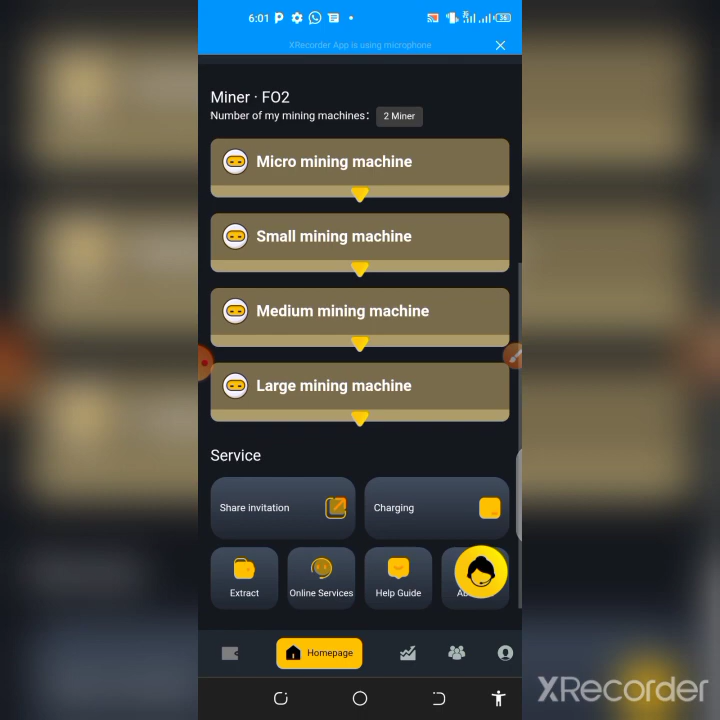 6:01
36
XRecorder App is using microphone
Miner · FO2
Number of my mining machines: 2 Miner
Micro mining machine
Small mining machine
Medium mining machine
Large mining machine
Service
Share invitation
Charging
Extract
Online Services
Help Guide
Homepage
XRecorder